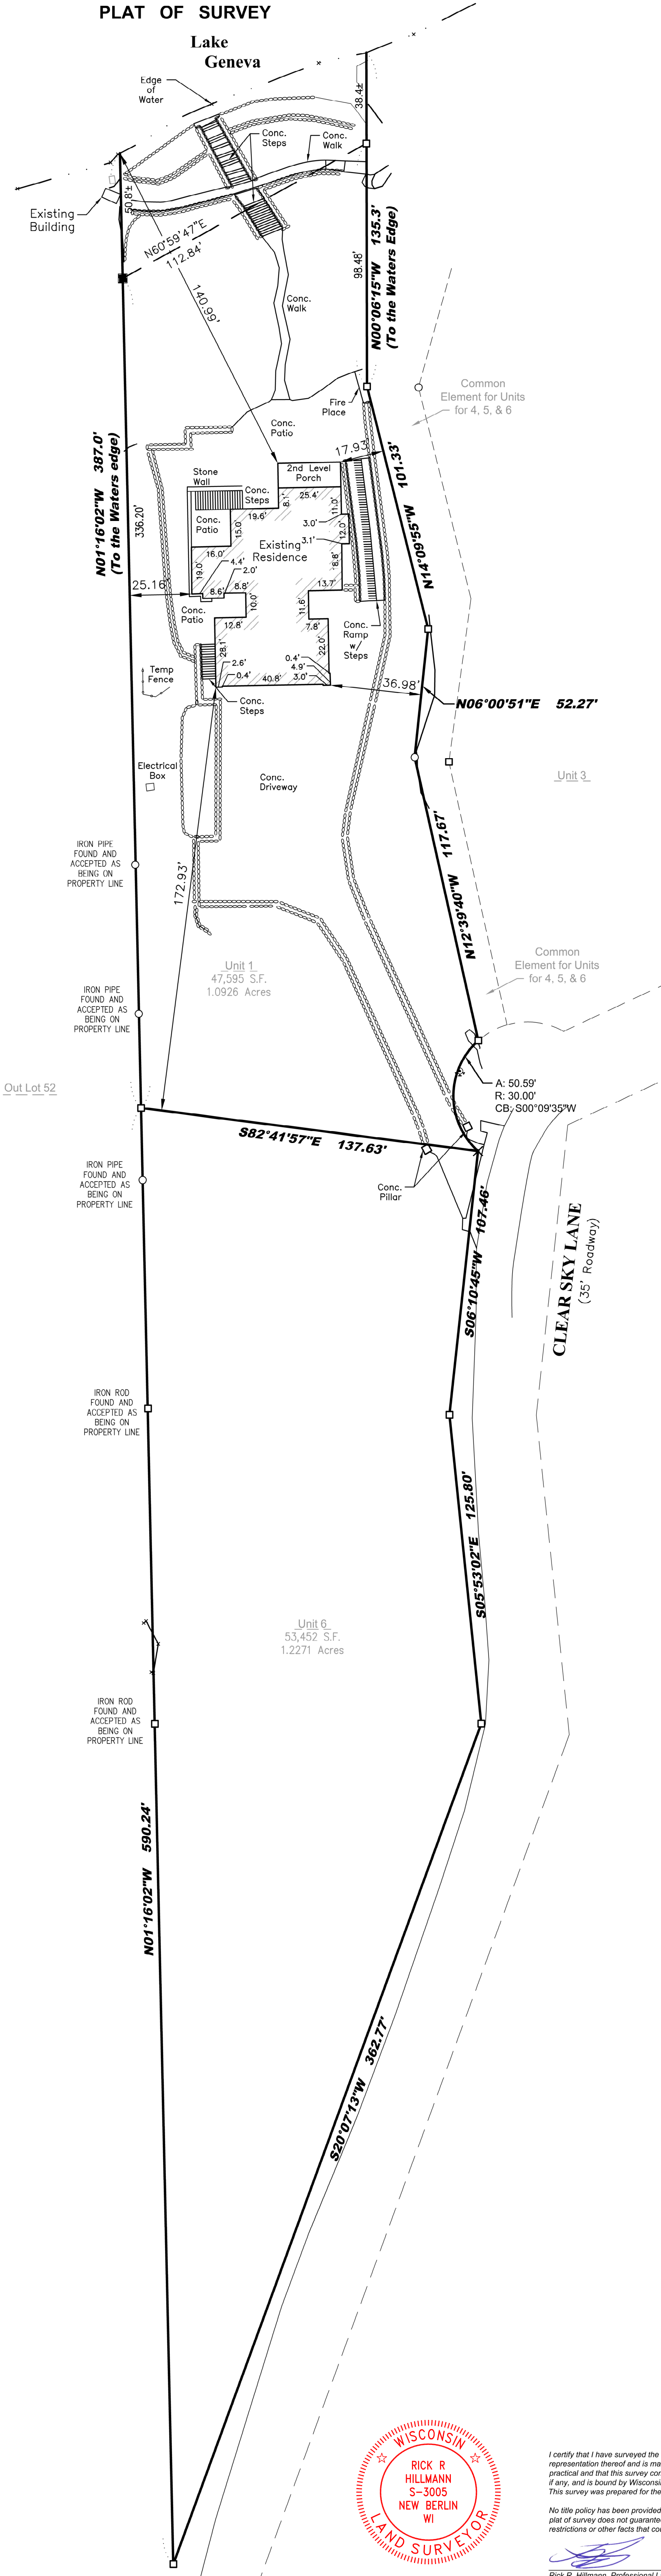 PLAT OF SURVEY
Lake
Geneva
Edge
of
Water
38.4±
Conc.
Steps
Conc.
Walk
50.8'±
Existing
Building
N60°59'47"E
112.84'
140.99'
98.48'
N00°06'15"W 135.3'
(To the Waters Edge)
Conc.
Walk
Common
Element for Units
for 4, 5, & 6
Fire
Place
Conc.
Patio
17.93'
101.33'
N14°09'55"W
N01°16'02"W 387.0'
(To the Waters edge)
336.20'
Stone
Wall
2nd Level
Porch
Conc.
Steps
25.4'
8.1'
11.0'
19.6'
Conc.
Patio
15.0'
3.0'
12.0'
3.1'
Existing
Residence
16.0'
4.4'
2.0'
19.0'
8.8'
25.16'
8.8'
8.6'
13.7'
10.0'
11.6'
Conc.
Patio
12.8'
7.8'
Conc.
Ramp
w/
Steps
28.1'
22.0'
2.6'
0.4'
4.9'
0.4'
40.8'
3.0'
36.98'
Temp
Fence
Conc.
Steps
N06°00'51"E 52.27'
Electrical
Box
Conc.
Driveway
Unit 3
IRON PIPE
FOUND AND
ACCEPTED AS
BEING ON
PROPERTY LINE
172.93'
N12°39'40"W 117.67'
Unit 1
47,595 S.F.
1.0926 Acres
Common
Element for Units
for 4, 5, & 6
IRON PIPE
FOUND AND
ACCEPTED AS
BEING ON
PROPERTY LINE
Out Lot 52
A: 50.59'
R: 30.00'
CB: S00°09'35"W
S82°41'57"E 137.63'
IRON PIPE
FOUND AND
ACCEPTED AS
BEING ON
PROPERTY LINE
Conc.
Pillar
S06°10'45"W 107.46'
CLEAR SKY LANE
(35' Roadway)
IRON ROD
FOUND AND
ACCEPTED AS
BEING ON
PROPERTY LINE
S05°53'02"E 125.80'
Unit 6
53,452 S.F.
1.2271 Acres
IRON ROD
FOUND AND
ACCEPTED AS
BEING ON
PROPERTY LINE
N01°16'02"W 590.24'
S20°07'13"W 362.77'
WISCONSIN
RICK R
HILLMANN
S-3005
NEW BERLIN
WI
LAND SURVEYOR
I certify that I have surveyed the
representation thereof and is ma
practical and that this survey con
if any, and is bound by Wisconsin
This survey was prepared for the
No title policy has been provided
plat of survey does not guarante
restrictions or other facts that co
Rick R. Hillmann, Professional L